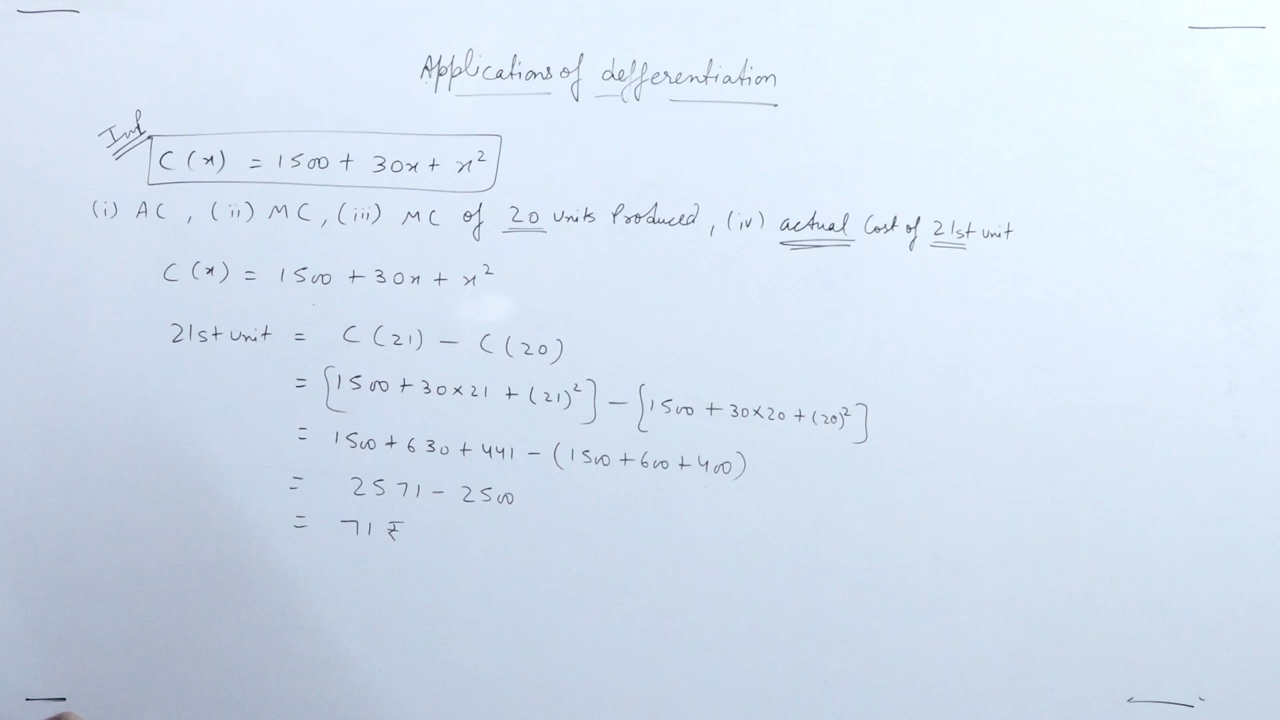 Applications of defferentiation
Imp
C(x) = 1500 + 30x + x²
(i) AC, (ii) MC, (iii) MC of 20 units Produced, (iv) actual Cost of 21st unit
C(x) = 1500 + 30x + x²
21st unit = C(21) - C(20)
= [1500 + 30×21 + (21)²] - [1500 + 30×20 + (20)²]
= 1500 + 630 + 441 - (1500 + 600 + 400)
= 2571 - 2500
= 71 ₹